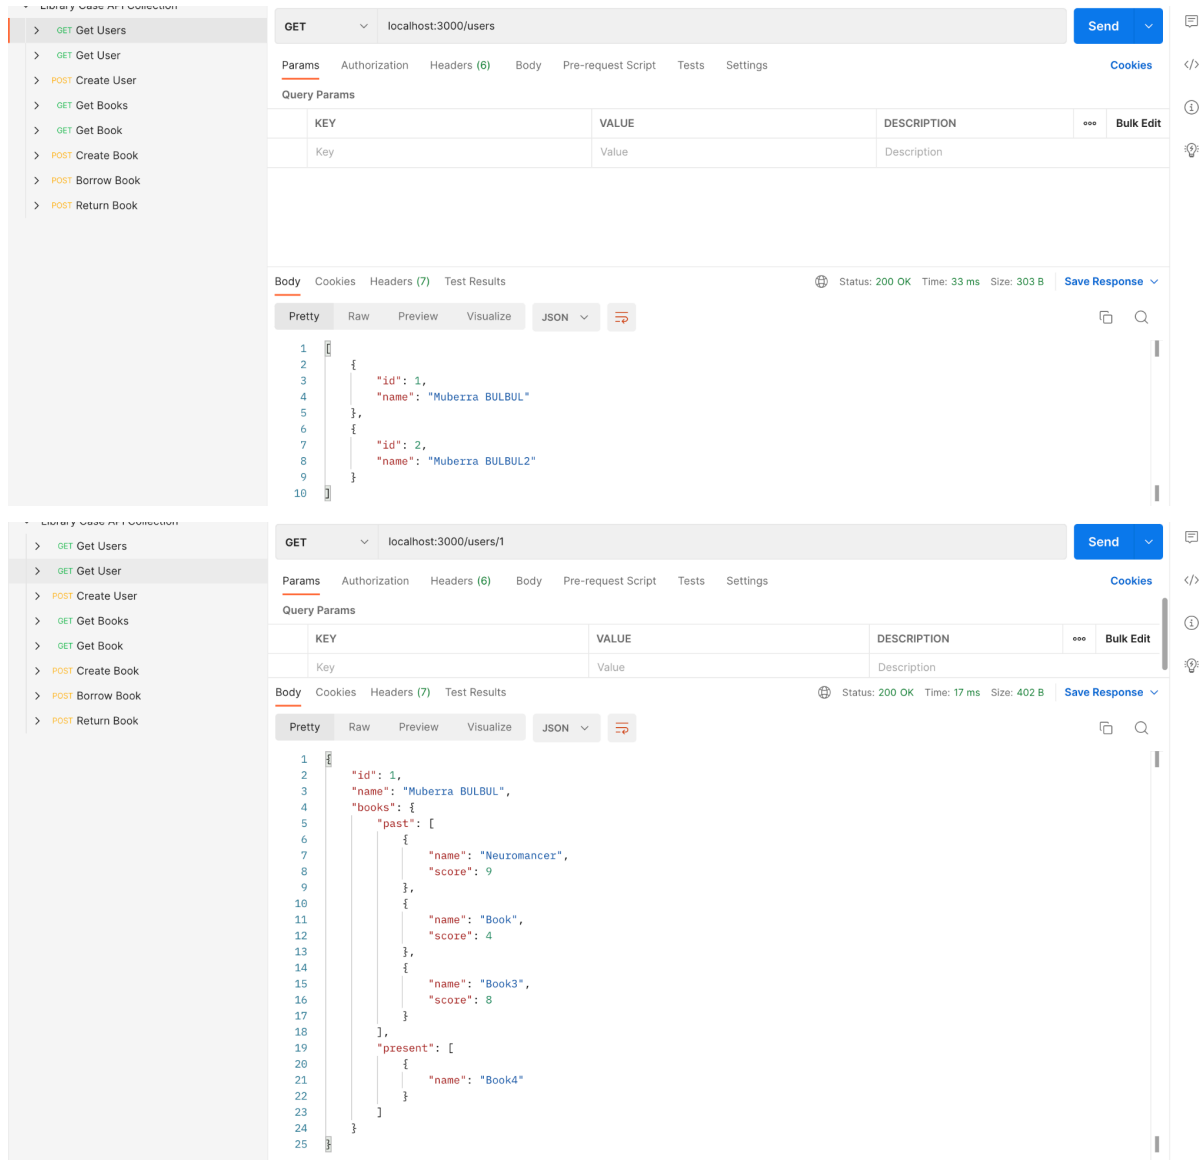 Library Case API Collection
GET Get Users
GET Get User
POST Create User
GET Get Books
GET Get Book
POST Create Book
POST Borrow Book
POST Return Book
GET localhost:3000/users Send
Params Authorization Headers (6) Body Pre-request Script Tests Settings Cookies
Query Params
KEY VALUE DESCRIPTION ooo Bulk Edit
Key Value Description
Body Cookies Headers (7) Test Results Status: 200 OK Time: 33 ms Size: 303 B Save Response
Pretty Raw Preview Visualize JSON
1 [
2 {
3 "id": 1,
4 "name": "Muberra BULBUL"
5 },
6 {
7 "id": 2,
8 "name": "Muberra BULBUL2"
9 }
10 ]
Library Case API Collection
GET Get Users
GET Get User
POST Create User
GET Get Books
GET Get Book
POST Create Book
POST Borrow Book
POST Return Book
GET localhost:3000/users/1 Send
Params Authorization Headers (6) Body Pre-request Script Tests Settings Cookies
Query Params
KEY VALUE DESCRIPTION ooo Bulk Edit
Key Value Description
Body Cookies Headers (7) Test Results Status: 200 OK Time: 17 ms Size: 402 B Save Response
Pretty Raw Preview Visualize JSON
1 {
2 "id": 1,
3 "name": "Muberra BULBUL",
4 "books": {
5 "past": [
6 {
7 "name": "Neuromancer",
8 "score": 9
9 },
10 {
11 "name": "Book",
12 "score": 4
13 },
14 {
15 "name": "Book3",
16 "score": 8
17 }
18 ],
19 "present": [
20 {
21 "name": "Book4"
22 }
23 ]
24 }
25 }